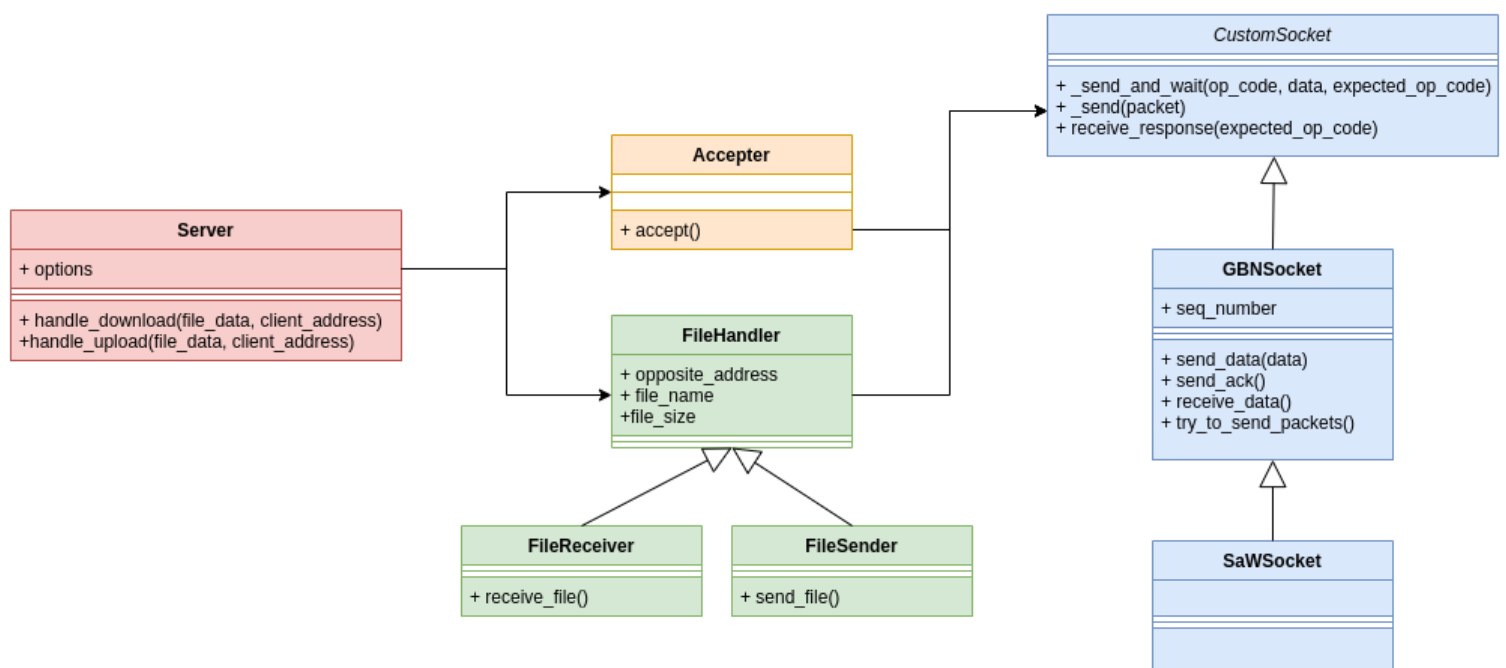 CustomSocket
+ _send_and_wait(op_code, data, expected_op_code)
+ _send(packet)
+ receive_response(expected_op_code)
Accepter
+ accept()
Server
+ options
+ handle_download(file_data, client_address)
+handle_upload(file_data, client_address)
FileHandler
+ opposite_address
+ file_name
+file_size
GBNSocket
+ seq_number
+ send_data(data)
+ send_ack()
+ receive_data()
+ try_to_send_packets()
FileReceiver
+ receive_file()
FileSender
+ send_file()
SaWSocket